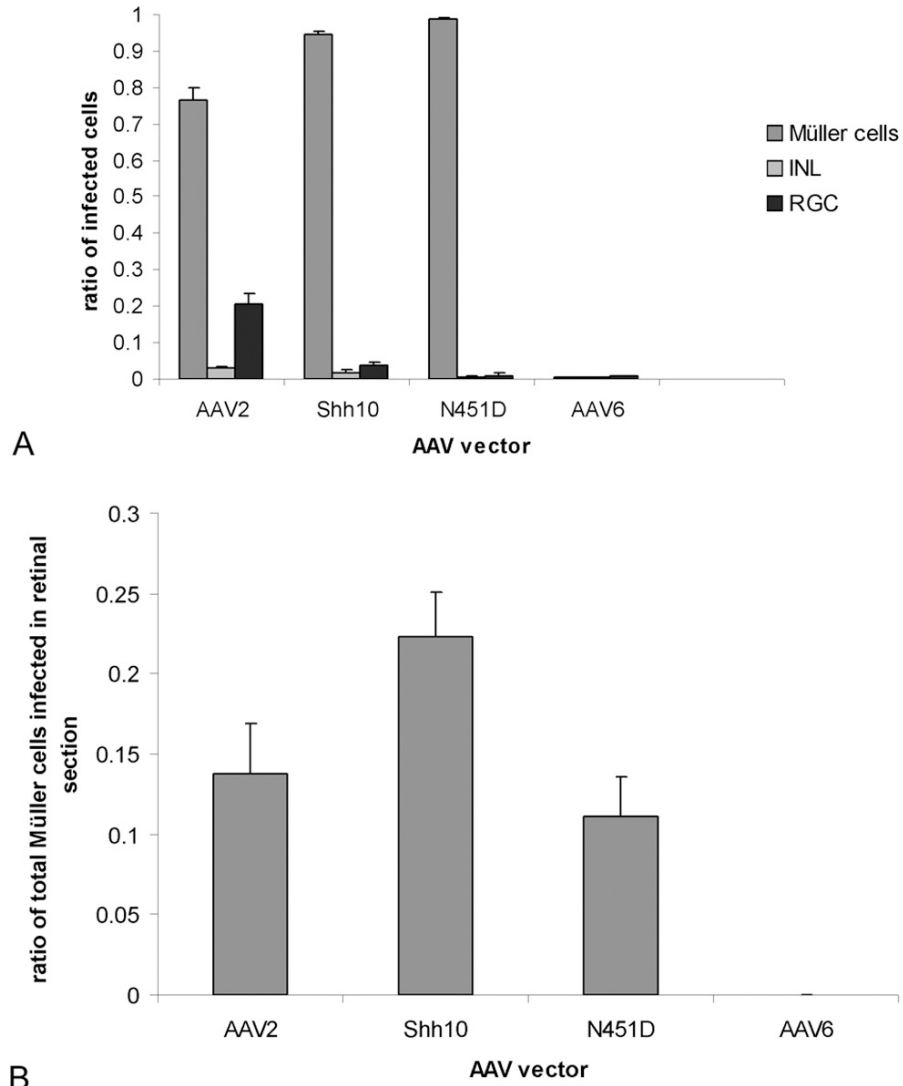 1
0.9
0.8
0.7
0.6
0.5
0.4
0.3
0.2
0.1
0
ratio of infected cells
Müller cells
INL
RGC
AAV2 Shh10 N451D AAV6
AAV vector
A
0.3
0.25
0.2
0.15
0.1
0.05
0
ratio of total Müller cells infected in retinal
section
AAV2 Shh10 N451D AAV6
AAV vector
B